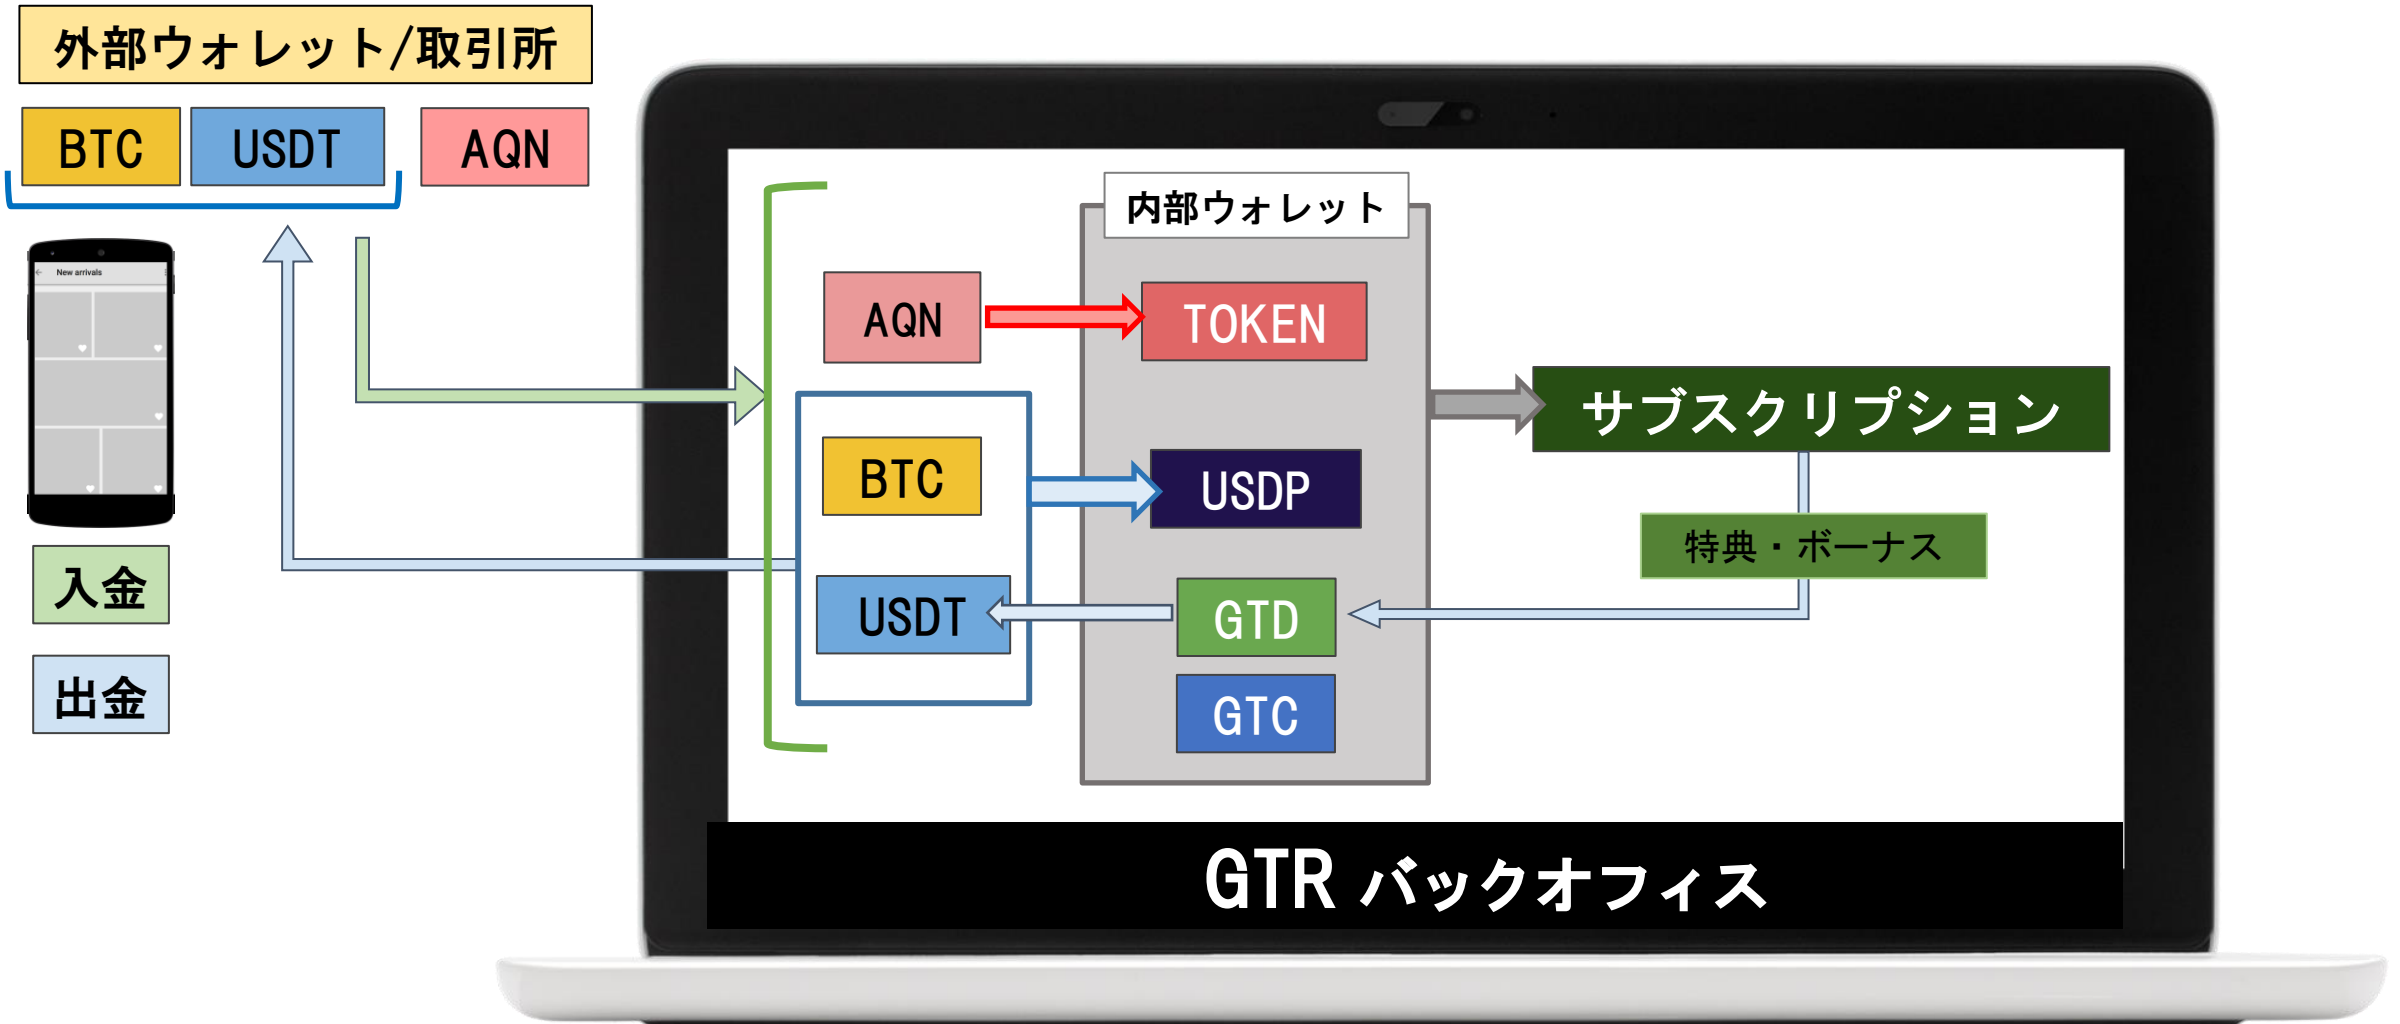 外部ウォレット/取引所
BTC
USDT
AQN
New arrivals
入金
出金
内部ウォレット
AQN
TOKEN
BTC
USDP
USDT
GTD
GTC
サブスクリプション
特典・ボーナス
GTR バックオフィス